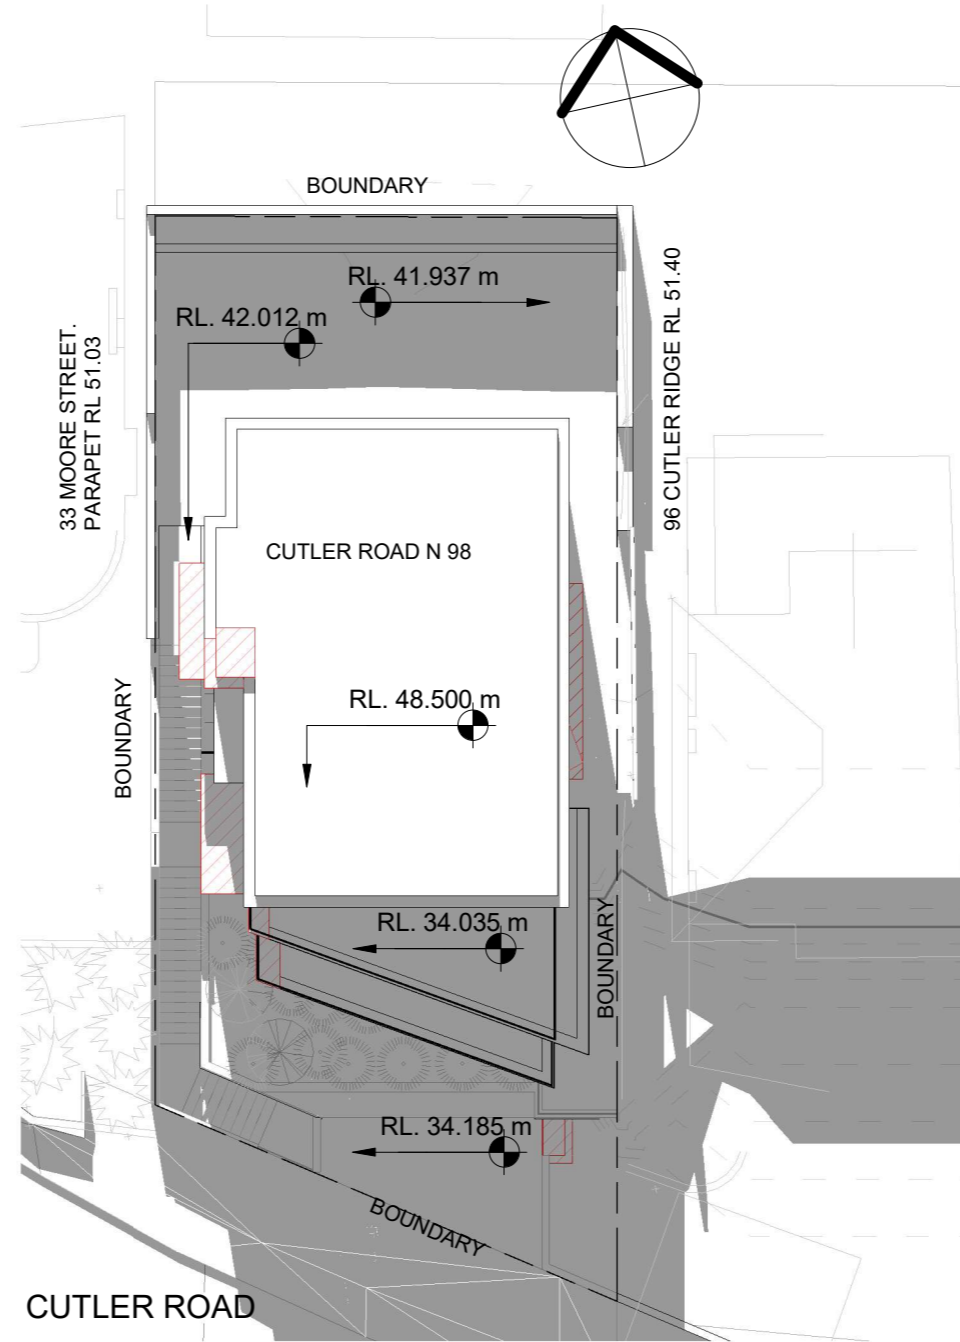 BOUNDARY
RL. 41.937 m
RL. 42.012 m
33 MOORE STREET.
PARAPET RL 51.03
96 CUTLER RIDGE RL 51.40
CUTLER ROAD N 98
BOUNDARY
RL. 48.500 m
RL. 34.035 m
BOUNDARY
RL. 34.185 m
BOUNDARY
CUTLER ROAD